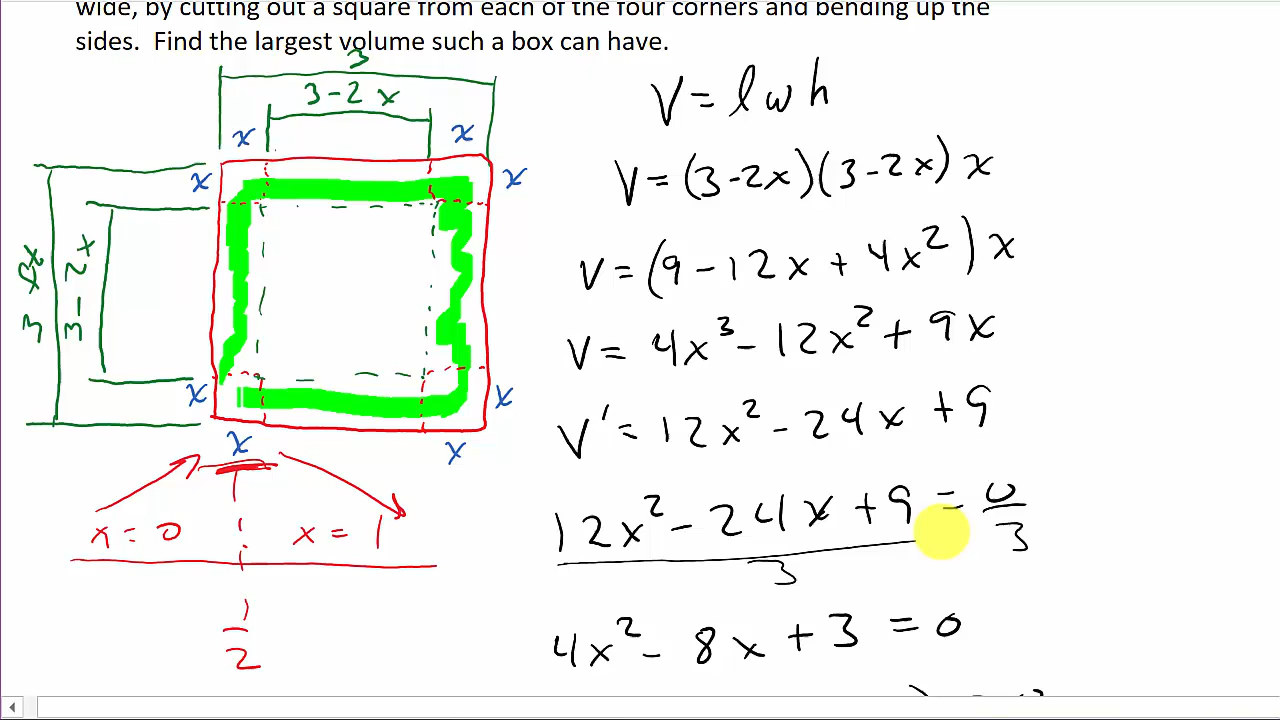 wide, by cutting out a square from each of the four corners and bending up the
sides. Find the largest volume such a box can have.
3
3-2x
x x
x x
3-2x
x x
x x
x = 0 x = 1
1/2
V = l w h
V = (3-2x)(3-2x) x
V = (9 - 12x + 4x²) x
V = 4x³ - 12x² + 9x
V' = 12x² - 24x + 9
12x² - 24x + 9 = 0/3
3
4x² - 8x + 3 = 0